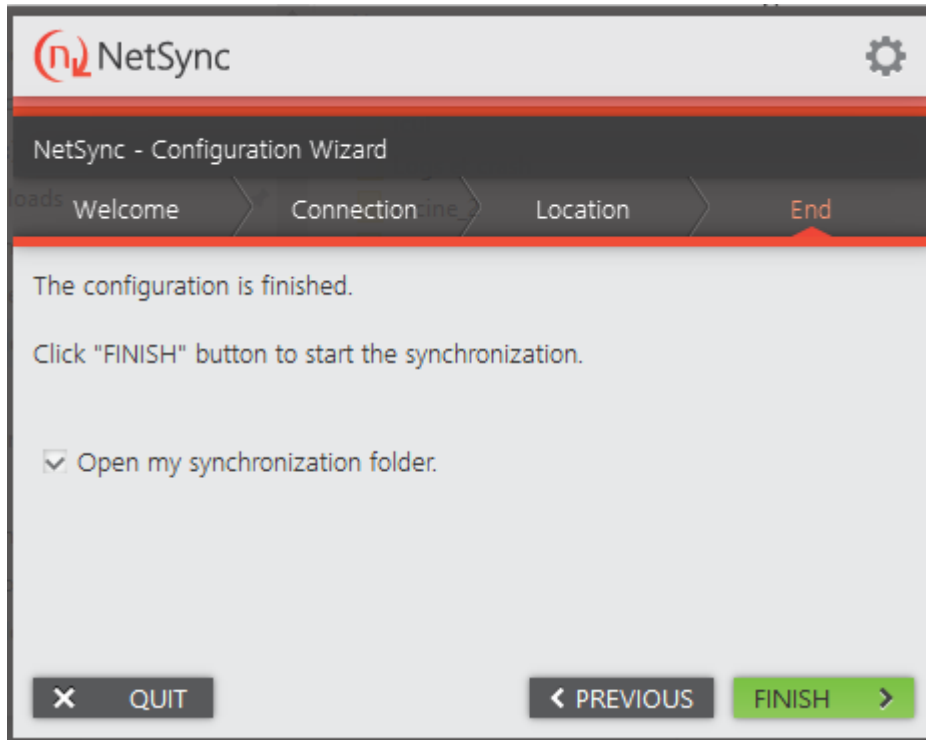 NetSync
NetSync - Configuration Wizard
Welcome
Connection
Location
End
The configuration is finished.
Click "FINISH" button to start the synchronization.
Open my synchronization folder.
QUIT
PREVIOUS
FINISH